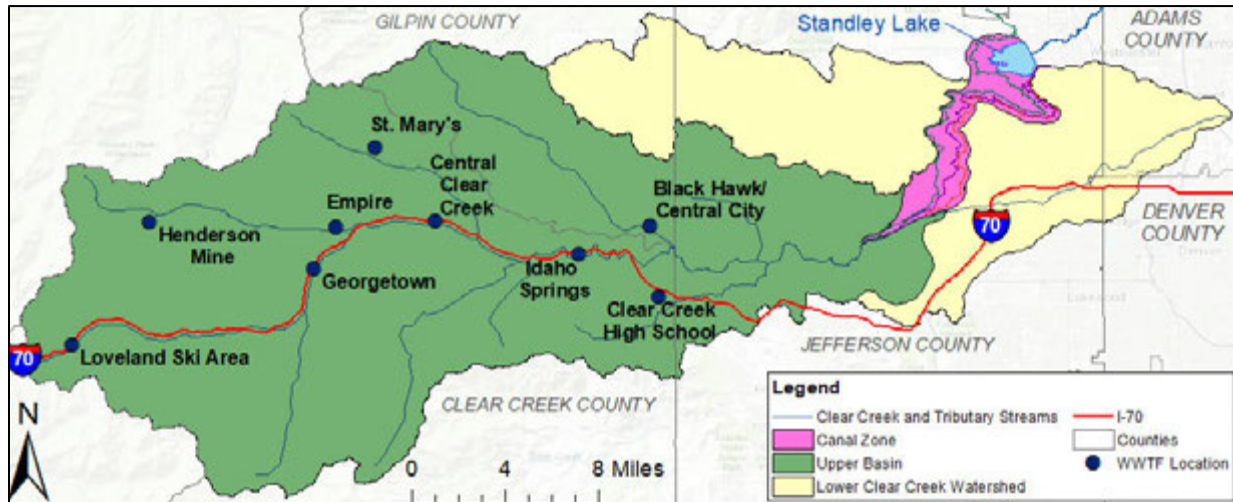 GILPIN COUNTY
Standley Lake
ADAMS
COUNTY
St. Mary's
Central
Clear
Creek
Black Hawk/
Central City
Empire
Henderson
Mine
70
DENVER
COUNTY
Georgetown
Idaho
Springs
Clear Creek
High School
70
Loveland Ski Area
JEFFERSON COUNTY
CLEAR CREEK COUNTY
N
0 4 8 Miles
Legend
Clear Creek and Tributary Streams
Canal Zone
Upper Basin
Lower Clear Creek Watershed
I-70
Counties
WWTF Location